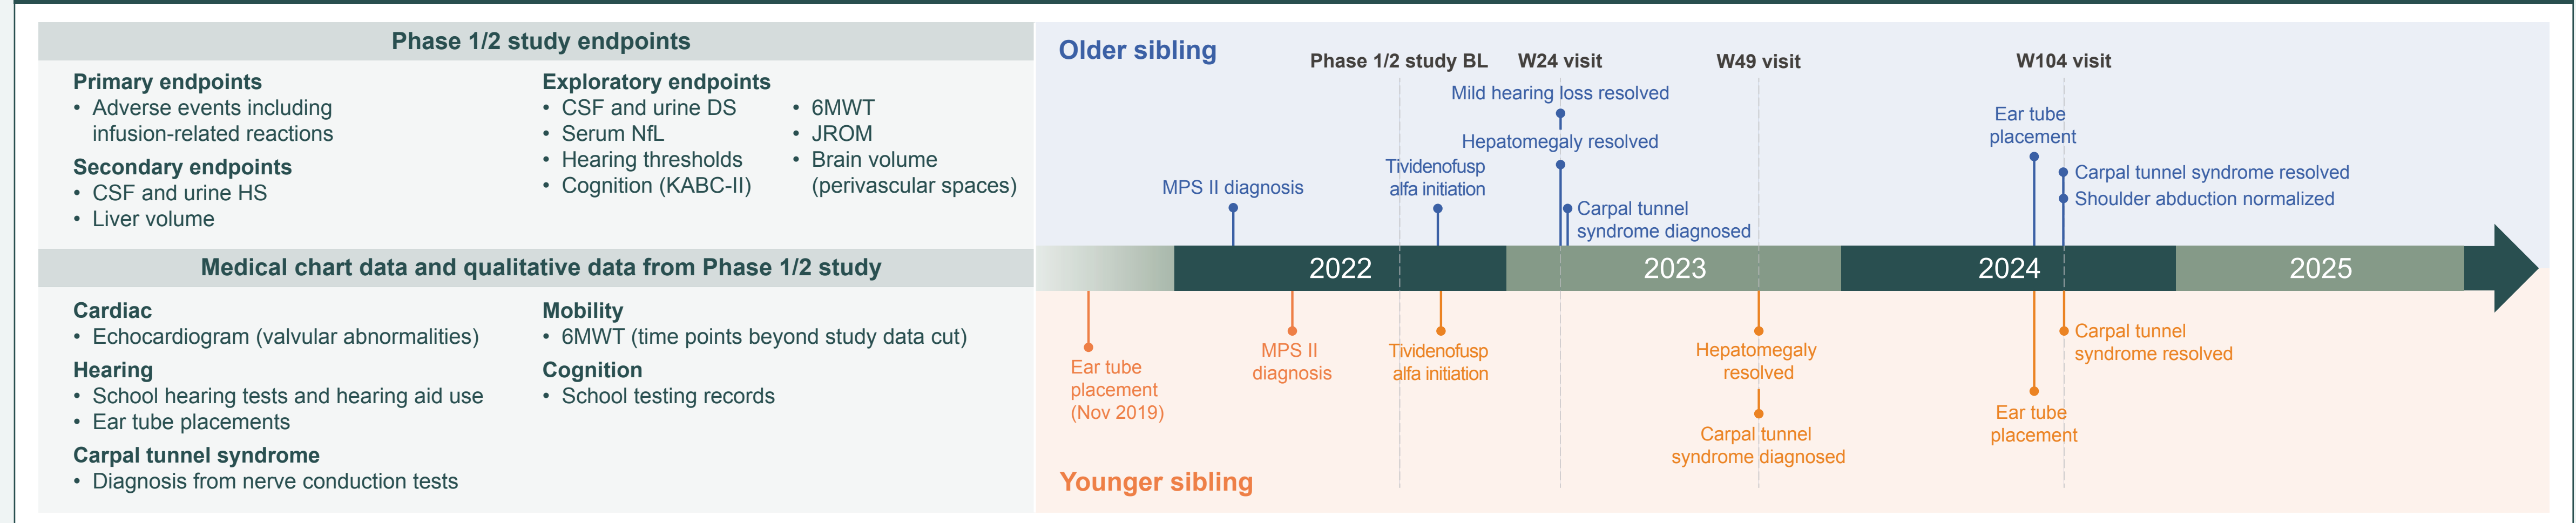 Phase 1/2 study endpoints
Primary endpoints
• Adverse events including
infusion-related reactions
Secondary endpoints
• CSF and urine HS
• Liver volume
Exploratory endpoints
• CSF and urine DS
• Serum NfL
• Hearing thresholds
• Cognition (KABC-II)
• 6MWT
• JROM
• Brain volume
(perivascular spaces)
Medical chart data and qualitative data from Phase 1/2 study
Cardiac
• Echocardiogram (valvular abnormalities)
Hearing
• School hearing tests and hearing aid use
• Ear tube placements
Carpal tunnel syndrome
• Diagnosis from nerve conduction tests
Mobility
• 6MWT (time points beyond study data cut)
Cognition
• School testing records
Older sibling
Phase 1/2 study BL
W24 visit
W49 visit
W104 visit
Mild hearing loss resolved
Hepatomegaly resolved
MPS II diagnosis
Tividenofusp
alfa initiation
Carpal tunnel
syndrome diagnosed
Ear tube
placement
Carpal tunnel syndrome resolved
Shoulder abduction normalized
2022
2023
2024
2025
Ear tube
placement
(Nov 2019)
MPS II
diagnosis
Tividenofusp
alfa initiation
Hepatomegaly
resolved
Carpal tunnel
syndrome diagnosed
Carpal tunnel
syndrome resolved
Ear tube
placement
Younger sibling